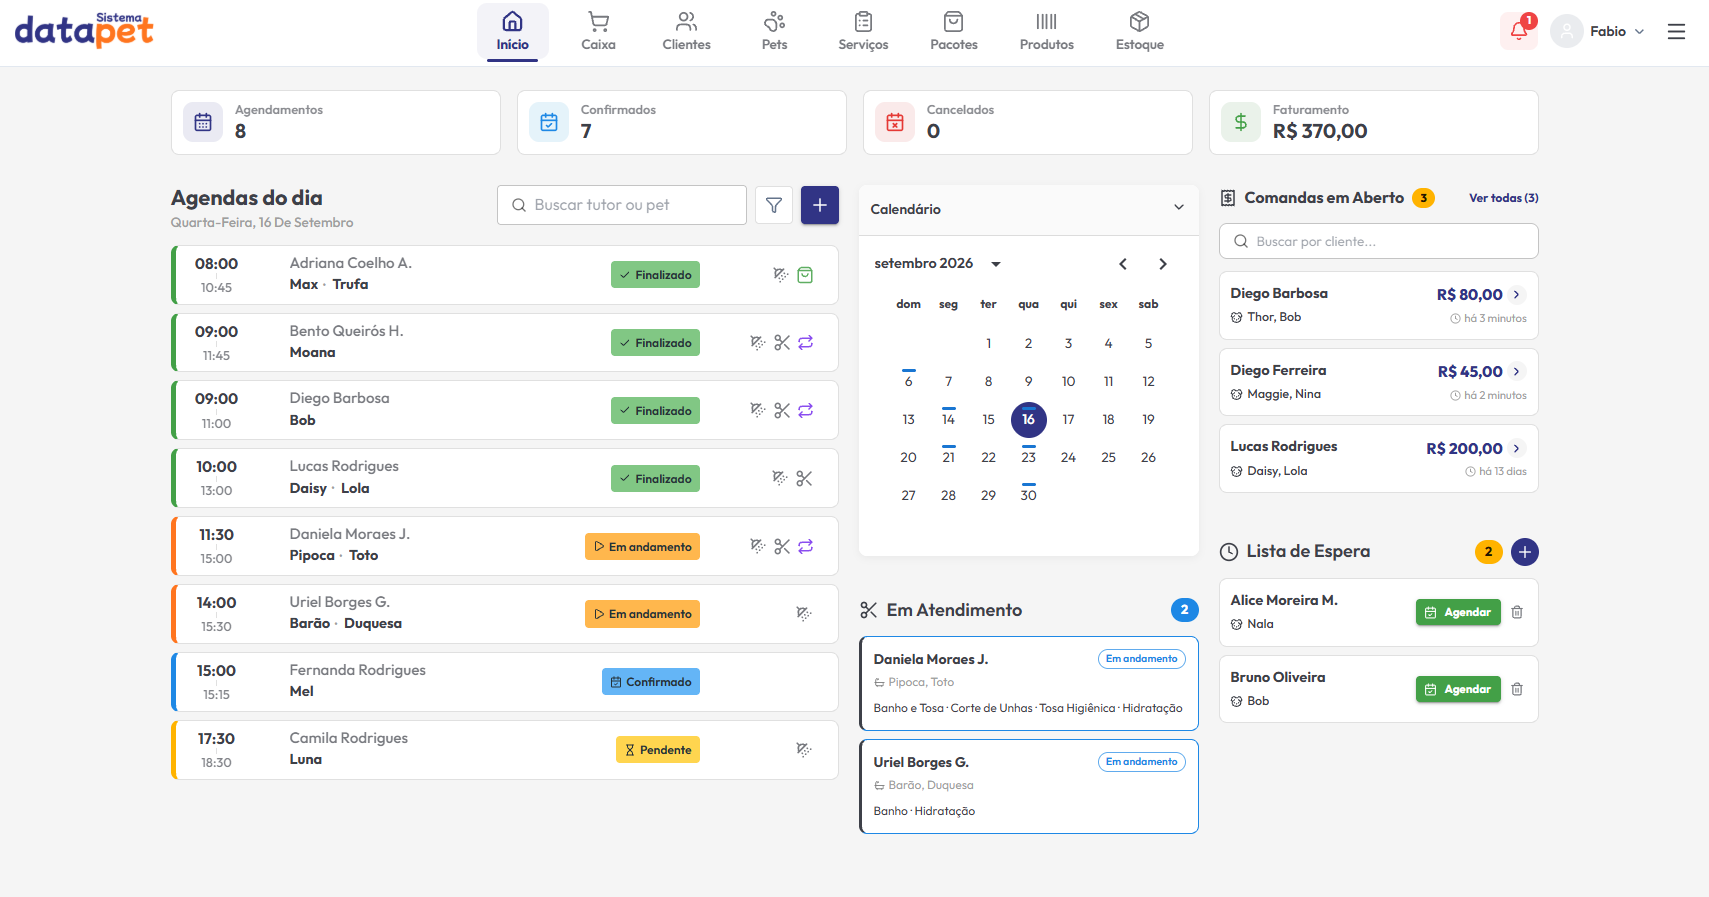 Sistema
datapet
Início
Caixa
Clientes
Pets
Serviços
Pacotes
Produtos
Estoque
1
Fabio
Agendamentos
8
Confirmados
7
Cancelados
0
Faturamento
R$ 370,00
Agendas do dia
Quarta-Feira, 16 De Setembro
Buscar tutor ou pet
08:00
10:45
Adriana Coelho A.
Max · Trufa
Finalizado
09:00
11:45
Bento Queirós H.
Moana
Finalizado
09:00
11:00
Diego Barbosa
Bob
Finalizado
10:00
13:00
Lucas Rodrigues
Daisy · Lola
Finalizado
11:30
15:00
Daniela Moraes J.
Pipoca · Toto
Em andamento
14:00
15:30
Uriel Borges G.
Barão · Duquesa
Em andamento
15:00
15:15
Fernanda Rodrigues
Mel
Confirmado
17:30
18:30
Camila Rodrigues
Luna
Pendente
Calendário
setembro 2026
dom seg ter qua qui sex sab
1 2 3 4 5
6 7 8 9 10 11 12
13 14 15 16 17 18 19
20 21 22 23 24 25 26
27 28 29 30
Em Atendimento 2
Daniela Moraes J. Em andamento
Pipoca, Toto
Banho e Tosa · Corte de Unhas · Tosa Higiênica · Hidratação
Uriel Borges G. Em andamento
Barão, Duquesa
Banho · Hidratação
Comandas em Aberto 3 Ver todas (3)
Buscar por cliente...
Diego Barbosa R$ 80,00
Thor, Bob há 3 minutos
Diego Ferreira R$ 45,00
Maggie, Nina há 2 minutos
Lucas Rodrigues R$ 200,00
Daisy, Lola há 13 dias
Lista de Espera 2
Alice Moreira M.
Nala
Agendar
Bruno Oliveira
Bob
Agendar